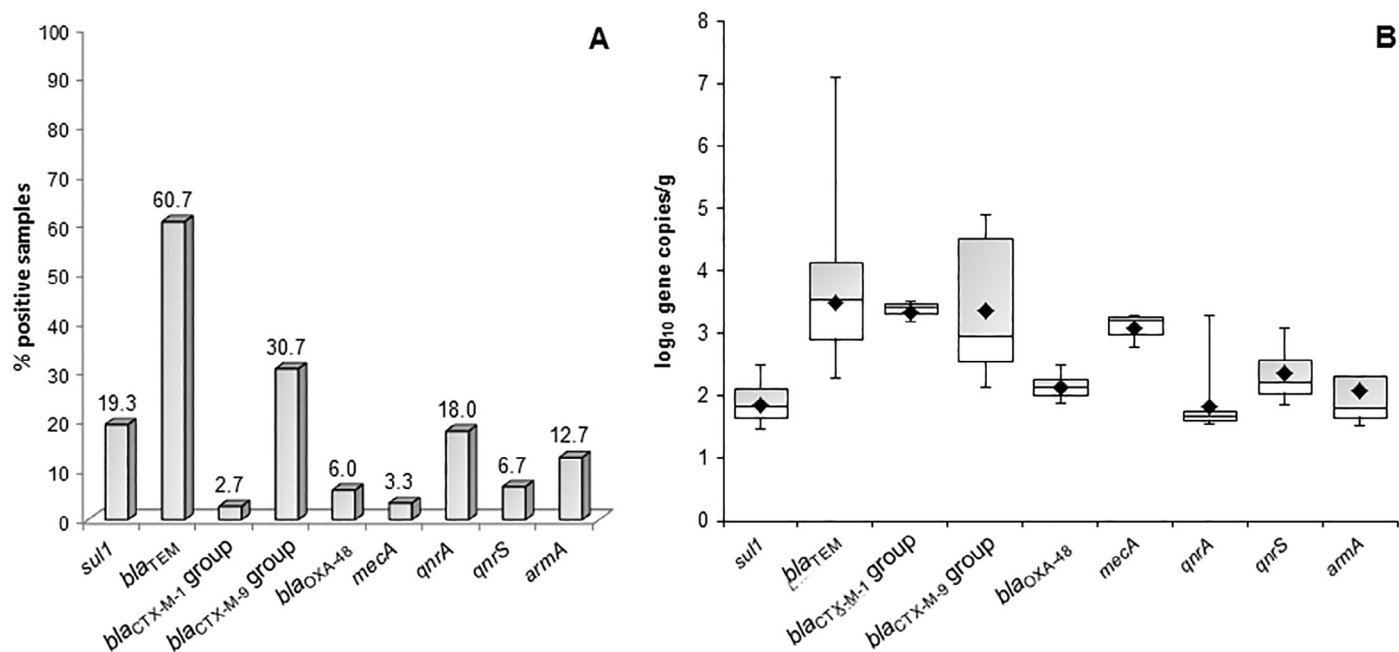 A
% positive samples
100
90
80
70
60
50
40
30
20
10
0
19.3
60.7
2.7
30.7
6.0
3.3
18.0
6.7
12.7
sul1
blaTEM
blaCTX-M-1 group
blaCTX-M-9 group
blaOXA-48
mecA
qnrA
qnrS
armA
B
log10 gene copies/g
8
7
6
5
4
3
2
1
0
sul1
blaTEM
blaCTX-M-1 group
blaCTX-M-9 group
blaOXA-48
mecA
qnrA
qnrS
armA